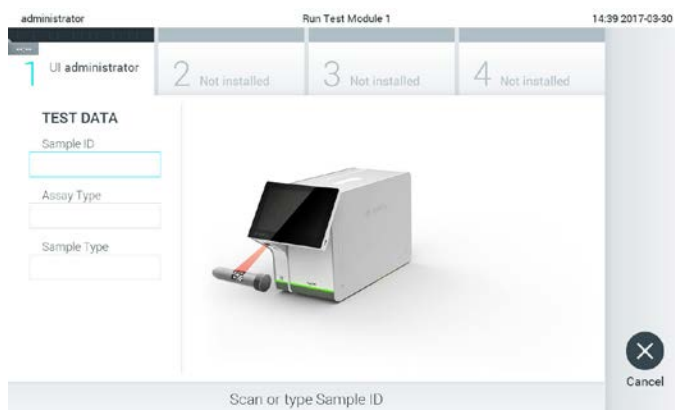 administrator Run Test Module 1 14:39 2017-03-30
1 UI administrator 2 Not installed 3 Not installed 4 Not installed
TEST DATA
Sample ID
Assay Type
Sample Type
Cancel
Scan or type Sample ID